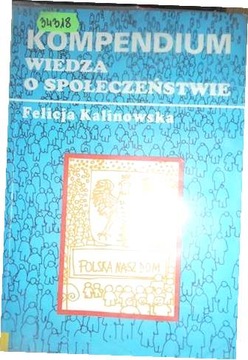 34318
KOMPENDIUM
WIEDZA
O SPOŁECZEŃSTWIE
Felicja Kalinowska
POLSKA NASZ DOM